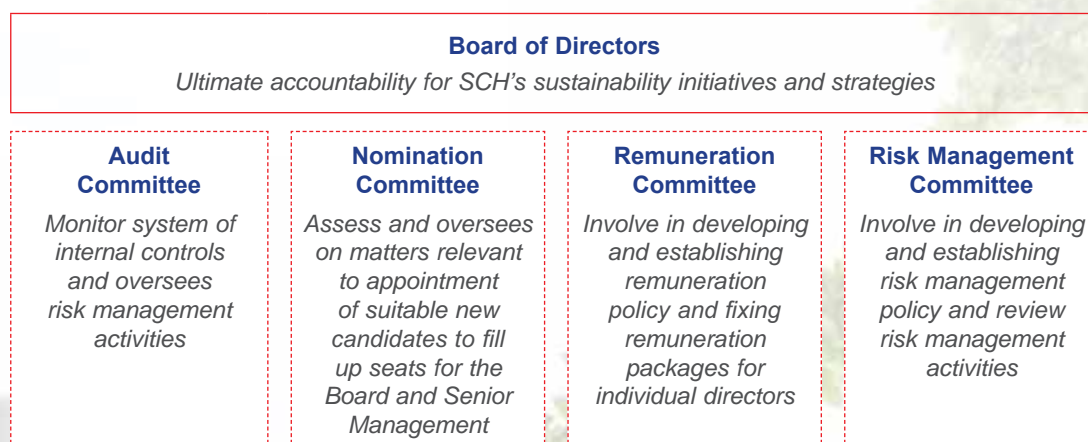 Board of Directors
Ultimate accountability for SCH's sustainability initiatives and strategies
Audit
Committee
Monitor system of
internal controls
and oversees
risk management
activities
Nomination
Committee
Assess and oversees
on matters relevant
to appointment
of suitable new
candidates to fill
up seats for the
Board and Senior
Management
Remuneration
Committee
Involve in developing
and establishing
remuneration
policy and fixing
remuneration
packages for
individual directors
Risk Management
Committee
Involve in developing
and establishing
risk management
policy and review
risk management
activities